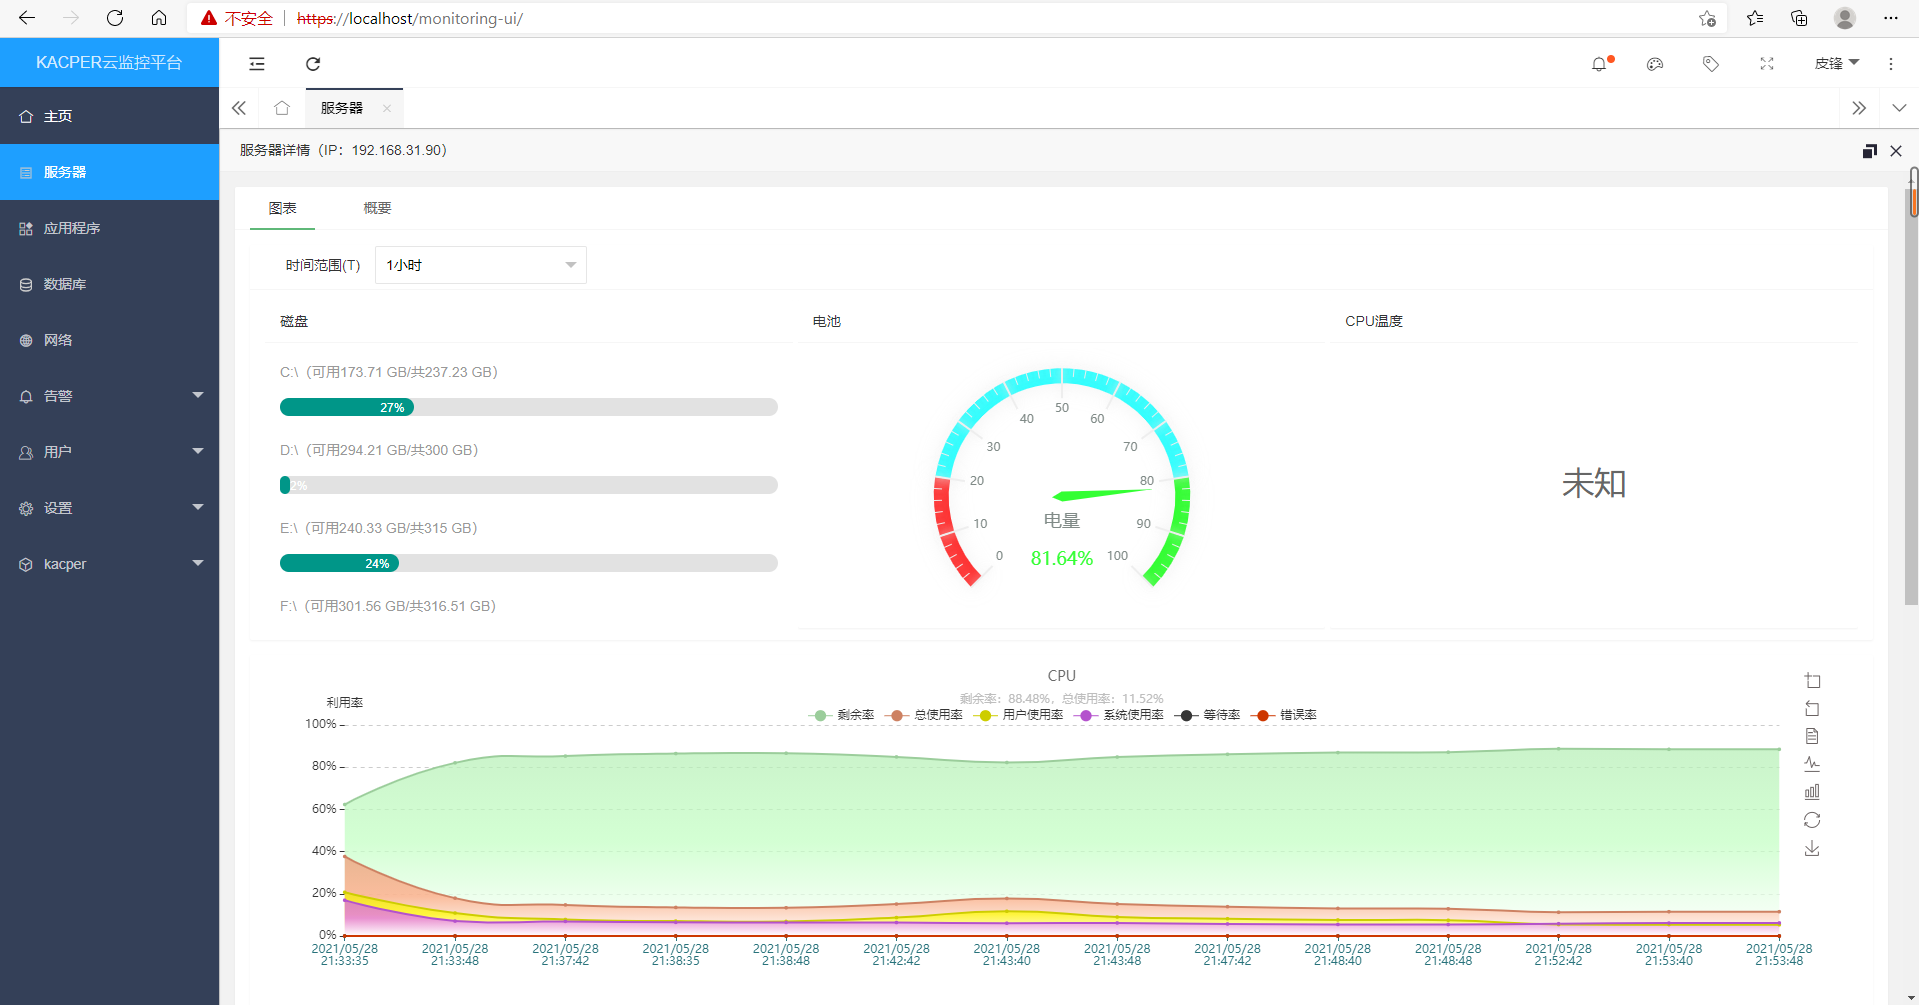 不安全 https://localhost/monitoring-ui/
KACPER云监控平台
皮锋
主页
服务器
应用程序
数据库
网络
告警
用户
设置
kacper
服务器
服务器详情（IP：192.168.31.90）
图表 概要
时间范围(T) 1小时
磁盘
C:\（可用173.71 GB/共237.23 GB）
27%
D:\（可用294.21 GB/共300 GB）
2%
E:\（可用240.33 GB/共315 GB）
24%
F:\（可用301.56 GB/共316.51 GB）
电池
0 10 20 30 40 50 60 70 80 90 100
电量
81.64%
CPU温度
未知
CPU
剩余率：88.48%，总使用率：11.52%
剩余率 总使用率 用户使用率 系统使用率 等待率 错误率
利用率
100%
80%
60%
40%
20%
0%
2021/05/28 2021/05/28 2021/05/28 2021/05/28 2021/05/28 2021/05/28 2021/05/28 2021/05/28 2021/05/28 2021/05/28 2021/05/28 2021/05/28 2021/05/28 2021/05/28
21:33:35 21:33:48 21:37:42 21:38:35 21:38:48 21:42:42 21:43:40 21:43:48 21:47:42 21:48:40 21:48:48 21:52:42 21:53:40 21:53:48